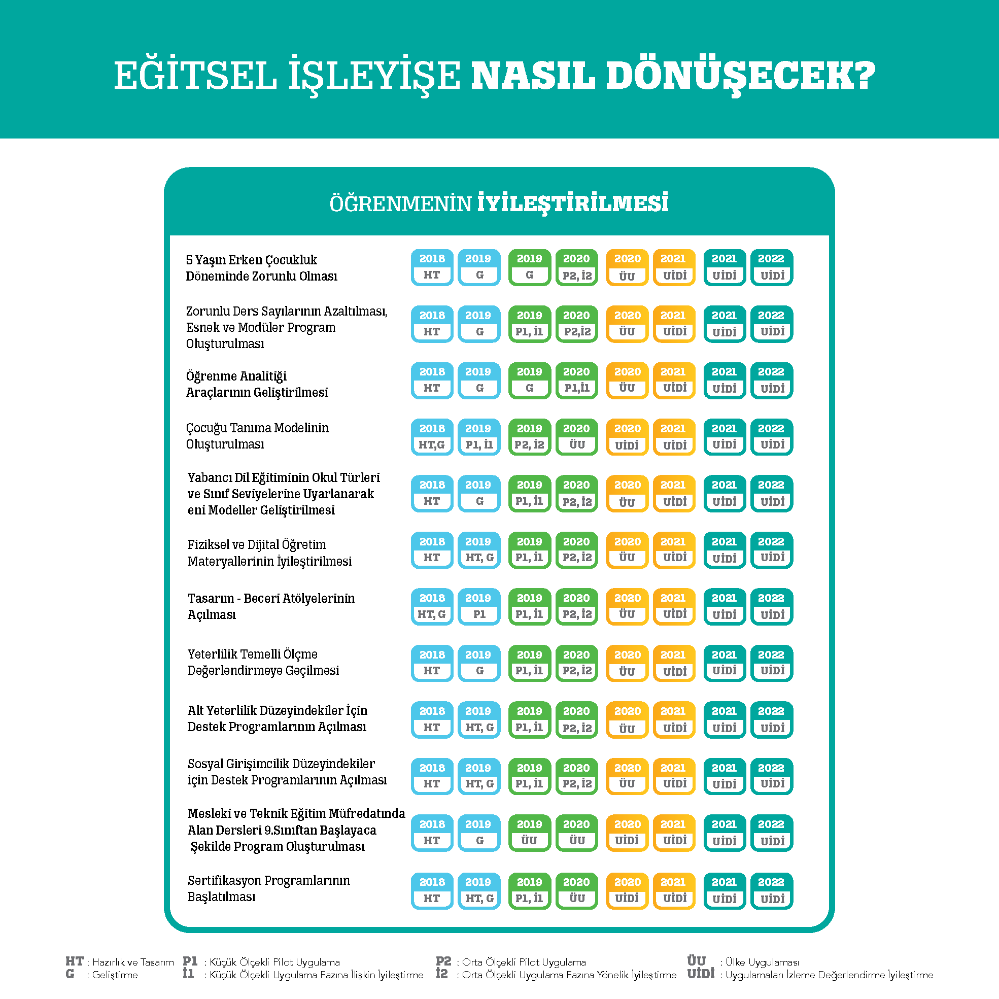 EĞİTSEL İŞLEYİŞE NASIL DÖNÜŞECEK?
ÖĞRENMENİN İYİLEŞTİRİLMESİ
5 Yaşın Erken Çocukluk
Döneminde Zorunlu Olması
2018 2019 2019 2020 2020 2021 2021 2022
HT G G P2, İ2 ÜU UİDİ UİDİ UİDİ
Zorunlu Ders Sayılarının Azaltılması,
Esnek ve Modüler Program
Oluşturulması
2018 2019 2019 2020 2020 2021 2021 2022
HT G P1, İ1 P2,İ2 ÜU UİDİ UİDİ UİDİ
Öğrenme Analitiği
Araçlarının Geliştirilmesi
2018 2019 2019 2020 2020 2021 2021 2022
HT G G P1,İ1 ÜU UİDİ UİDİ UİDİ
Çocuğu Tanıma Modelinin
Oluşturulması
2018 2019 2019 2020 2020 2021 2021 2022
HT,G P1, İ1 P2, İ2 ÜU UİDİ UİDİ UİDİ UİDİ
Yabancı Dil Eğitiminin Okul Türleri
ve Sınıf Seviyelerine Uyarlanarak
eni Modeller Geliştirilmesi
2018 2019 2019 2020 2020 2021 2021 2022
HT G P1, İ1 P2, İ2 ÜU UİDİ UİDİ UİDİ
Fiziksel ve Dijital Öğretim
Materyallerinin İyileştirilmesi
2018 2019 2019 2020 2020 2021 2021 2022
HT HT, G P1, İ1 P2, İ2 ÜU UİDİ UİDİ UİDİ
Tasarım - Beceri Atölyelerinin
Açılması
2018 2019 2019 2020 2020 2021 2021 2022
HT, G P1 P1, İ1 P2, İ2 ÜU UİDİ UİDİ UİDİ
Yeterlilik Temelli Ölçme
Değerlendirmeye Geçilmesi
2018 2019 2019 2020 2020 2021 2021 2022
HT G P1, İ1 P2, İ2 ÜU UİDİ UİDİ UİDİ
Alt Yeterlilik Düzeyindekiler İçin
Destek Programlarının Açılması
2018 2019 2019 2020 2020 2021 2021 2022
HT HT, G P1, İ1 P2, İ2 ÜU UİDİ UİDİ UİDİ
Sosyal Girişimcilik Düzeyindekiler
için Destek Programlarının Açılması
2018 2019 2019 2020 2020 2021 2021 2022
HT HT, G P1, İ1 P2, İ2 ÜU UİDİ UİDİ UİDİ
Mesleki ve Teknik Eğitim Müfredatında
Alan Dersleri 9.Sınıftan Başlayaca
Şekilde Program Oluşturulması
2018 2019 2019 2020 2020 2021 2021 2022
HT G ÜU ÜU UİDİ UİDİ UİDİ UİDİ
Sertifikasyon Programlarının
Başlatılması
2018 2019 2019 2020 2020 2021 2021 2022
HT HT, G P1, İ1 ÜU UİDİ UİDİ UİDİ UİDİ
HT : Hazırlık ve Tasarım P1 : Küçük Ölçekli Pilot Uygulama P2 : Orta Ölçekli Pilot Uygulama ÜU : Ülke Uygulaması
G : Geliştirme İ1 : Küçük Ölçekli Uygulama Fazına İlişkin İyileştirme İ2 : Orta Ölçekli Uygulama Fazına Yönelik İyileştirme UİDİ : Uygulamaları İzleme Değerlendirme İyileştirme